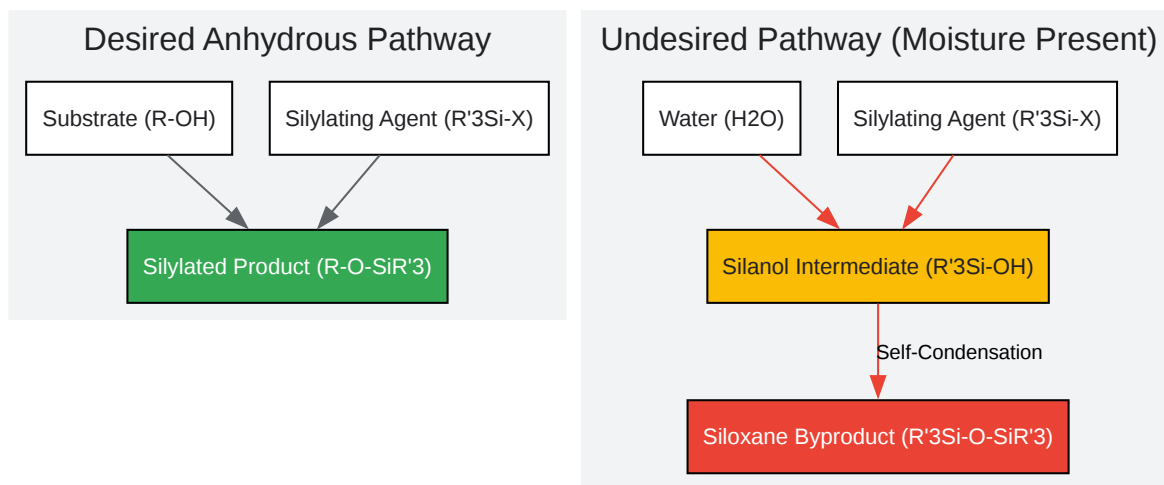 Desired Anhydrous Pathway
Substrate (R-OH)
Silylating Agent (R'3Si-X)
Silylated Product (R-O-SiR'3)
Undesired Pathway (Moisture Present)
Water (H2O)
Silylating Agent (R'3Si-X)
Silanol Intermediate (R'3Si-OH)
Self-Condensation
Siloxane Byproduct (R'3Si-O-SiR'3)